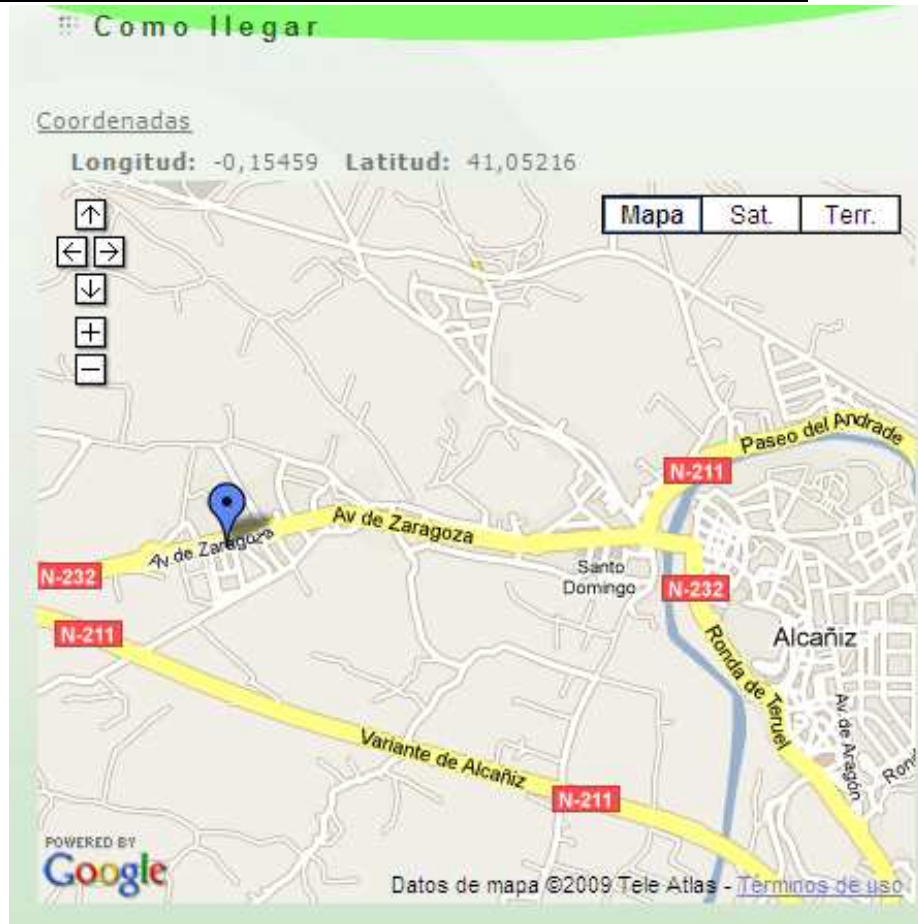 Como llegar
Coordenadas
Longitud: -0,15459 Latitud: 41,05216
Mapa Sat. Terr.
Paseo del Andrade
N-211
Av de Zaragoza
Av de Zaragoza
N-232
Santo
Domingo
N-232
N-211
Alcañiz
Ronda de Teruel
Av de Aragón
Ron
Variante de Alcañiz
N-211
POWERED BY
Google
Datos de mapa ©2009 Tele Atlas - Términos de uso